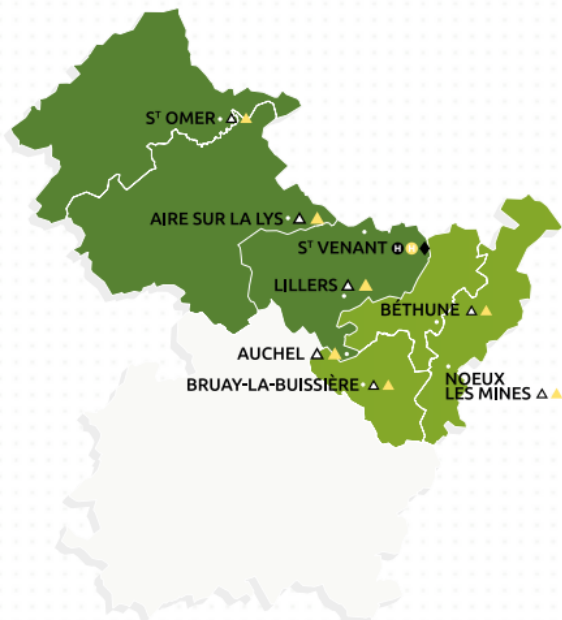 Sᵀ OMER
AIRE SUR LA LYS
Sᵀ VENANT H H
LILLERS
BÉTHUNE
AUCHEL
BRUAY-LA-BUISSIÈRE
NOEUX
LES MINES